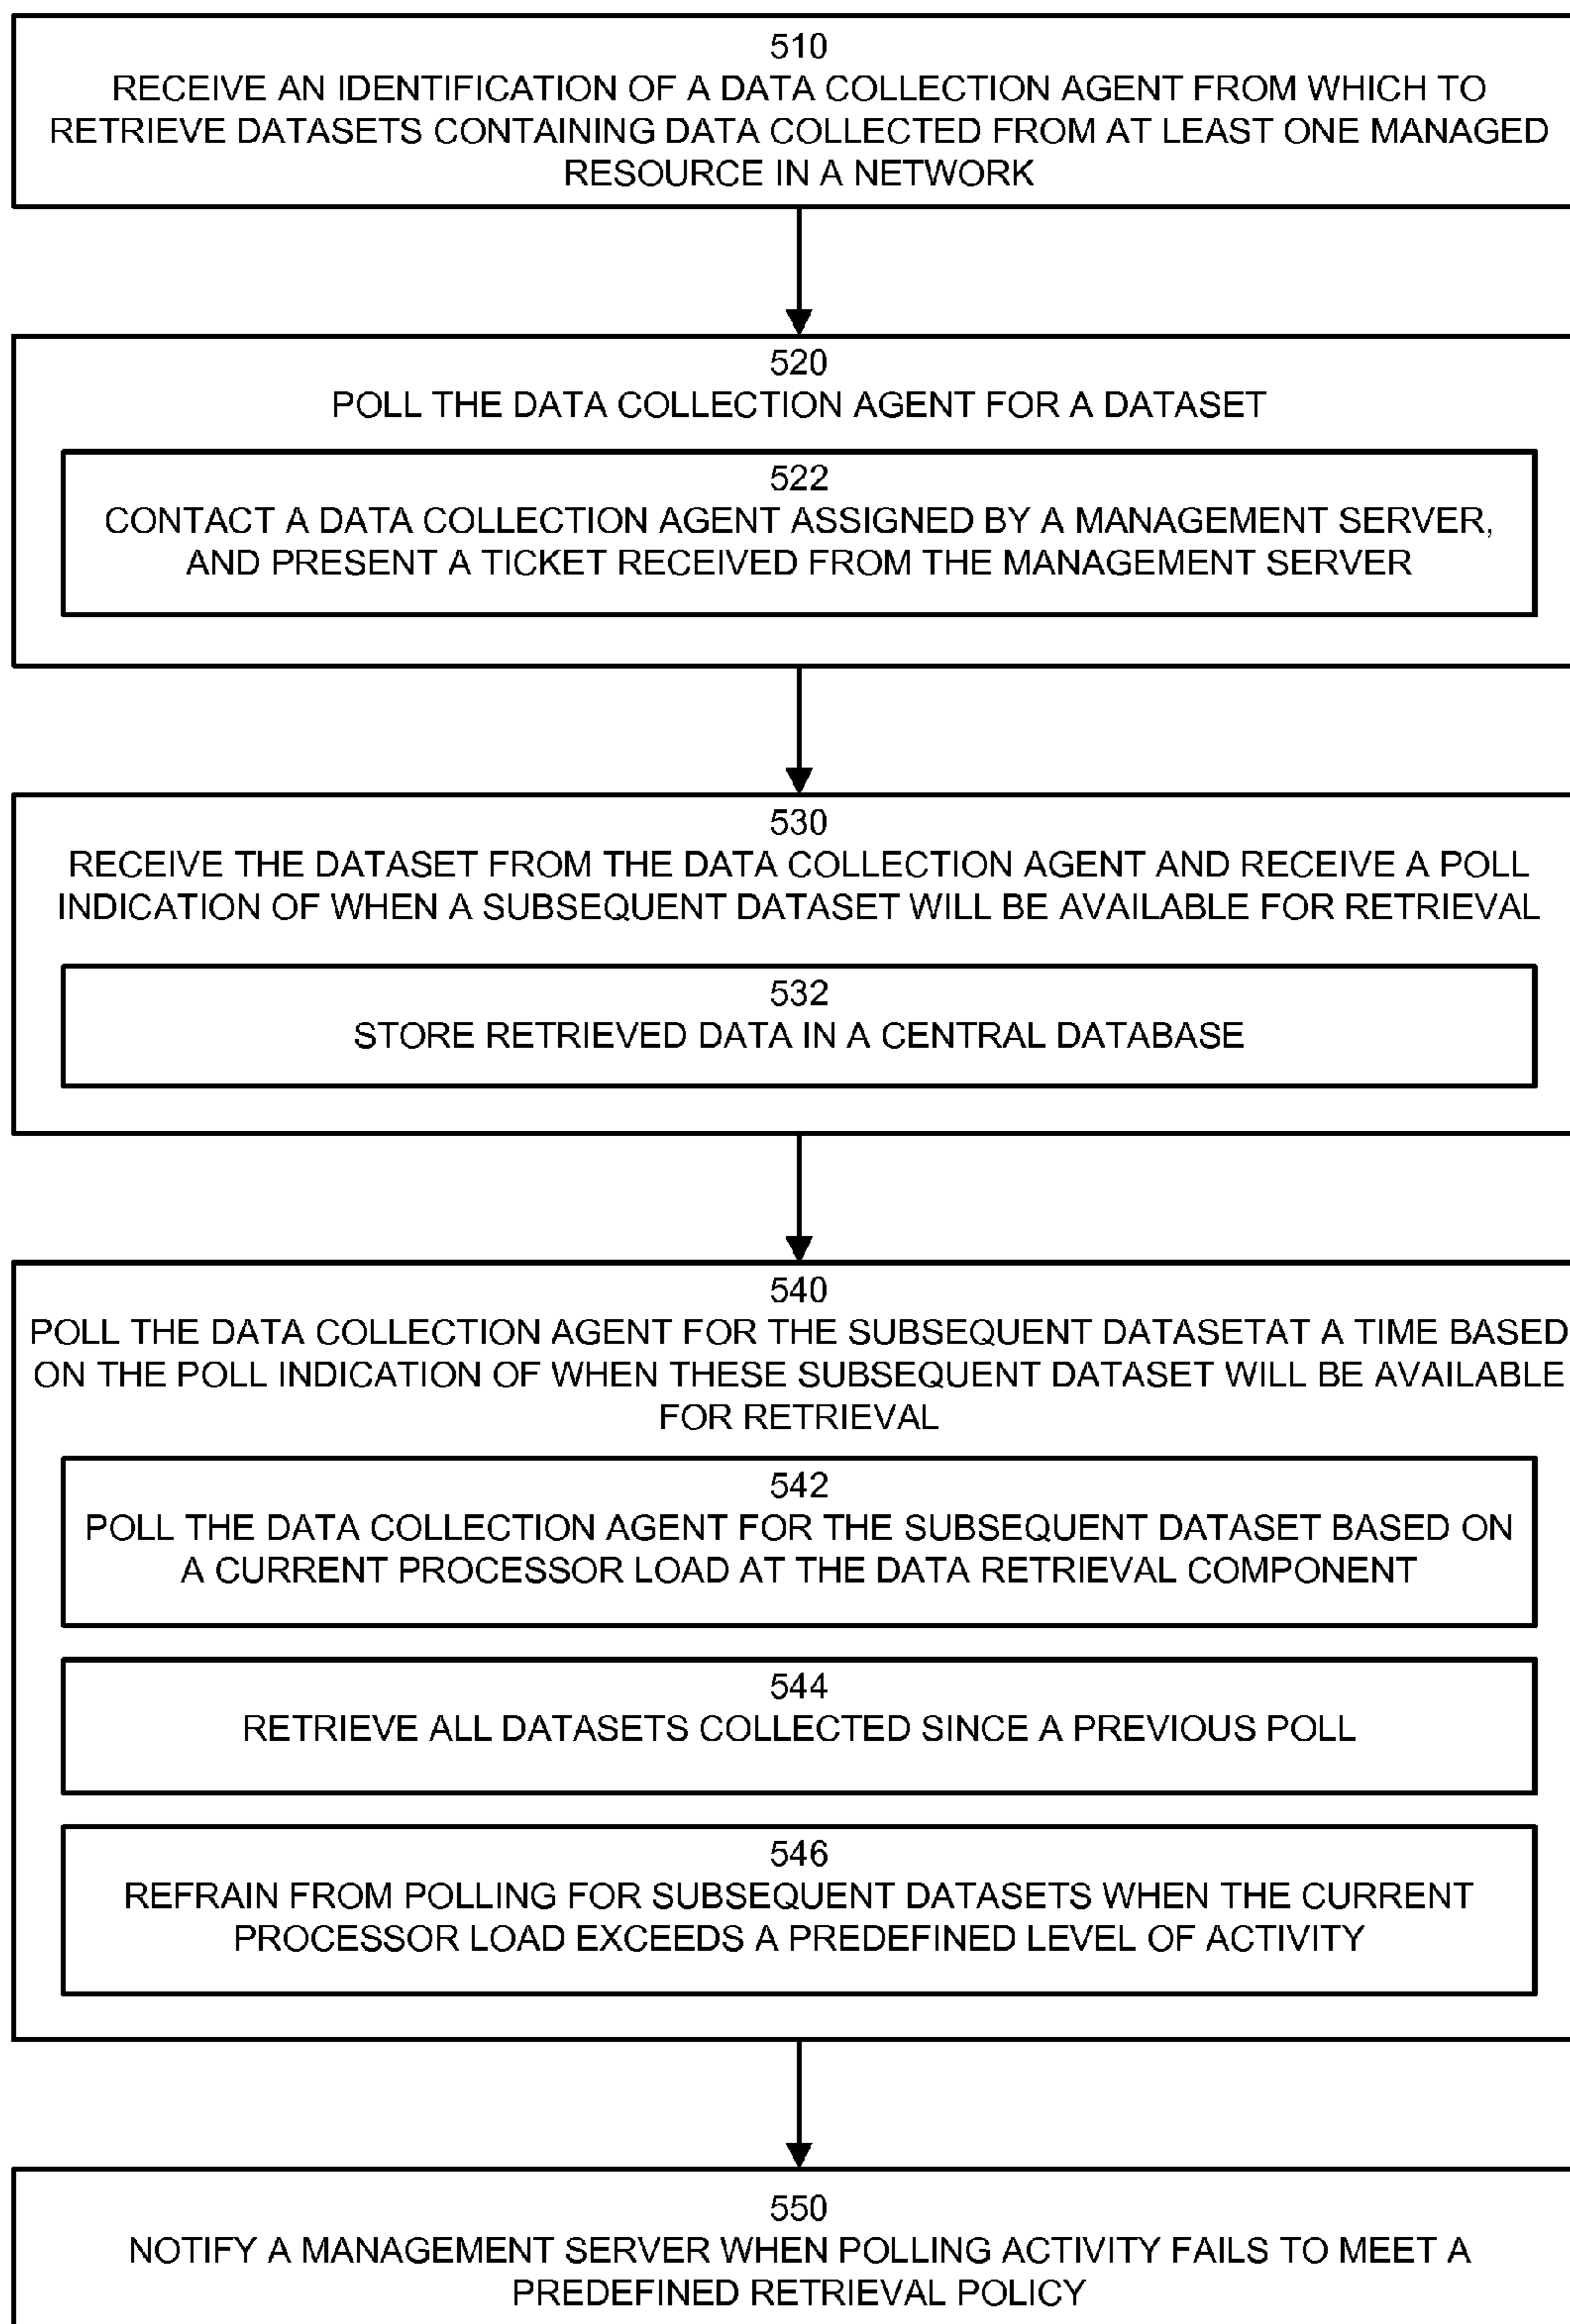 510
RECEIVE AN IDENTIFICATION OF A DATA COLLECTION AGENT FROM WHICH TO
RETRIEVE DATASETS CONTAINING DATA COLLECTED FROM AT LEAST ONE MANAGED
RESOURCE IN A NETWORK
520
POLL THE DATA COLLECTION AGENT FOR A DATASET
522
CONTACT A DATA COLLECTION AGENT ASSIGNED BY A MANAGEMENT SERVER,
AND PRESENT A TICKET RECEIVED FROM THE MANAGEMENT SERVER
530
RECEIVE THE DATASET FROM THE DATA COLLECTION AGENT AND RECEIVE A POLL
INDICATION OF WHEN A SUBSEQUENT DATASET WILL BE AVAILABLE FOR RETRIEVAL
532
STORE RETRIEVED DATA IN A CENTRAL DATABASE
540
POLL THE DATA COLLECTION AGENT FOR THE SUBSEQUENT DATASETAT A TIME BASED
ON THE POLL INDICATION OF WHEN THESE SUBSEQUENT DATASET WILL BE AVAILABLE
FOR RETRIEVAL
542
POLL THE DATA COLLECTION AGENT FOR THE SUBSEQUENT DATASET BASED ON
A CURRENT PROCESSOR LOAD AT THE DATA RETRIEVAL COMPONENT
544
RETRIEVE ALL DATASETS COLLECTED SINCE A PREVIOUS POLL
546
REFRAIN FROM POLLING FOR SUBSEQUENT DATASETS WHEN THE CURRENT
PROCESSOR LOAD EXCEEDS A PREDEFINED LEVEL OF ACTIVITY
550
NOTIFY A MANAGEMENT SERVER WHEN POLLING ACTIVITY FAILS TO MEET A
PREDEFINED RETRIEVAL POLICY